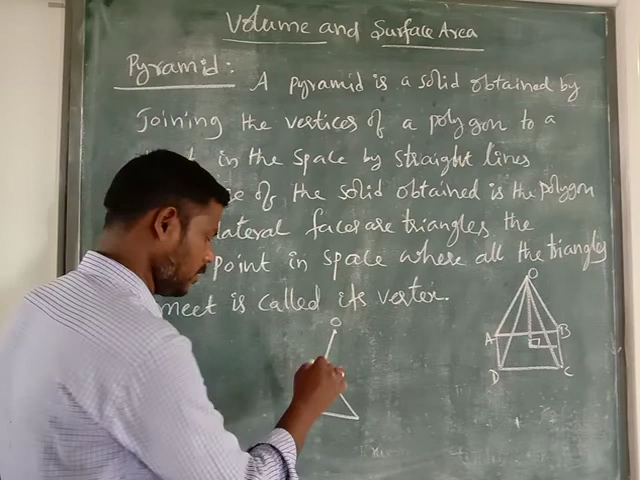 Volume and Surface Area
Pyramid: A pyramid is a solid obtained by
Joining the vertices of a polygon to a
in the space by straight lines
of the solid obtained is the polygon
lateral faces are triangles, the
point in space where all the triangles
meet is called its vertex.
O
O
A B
D C